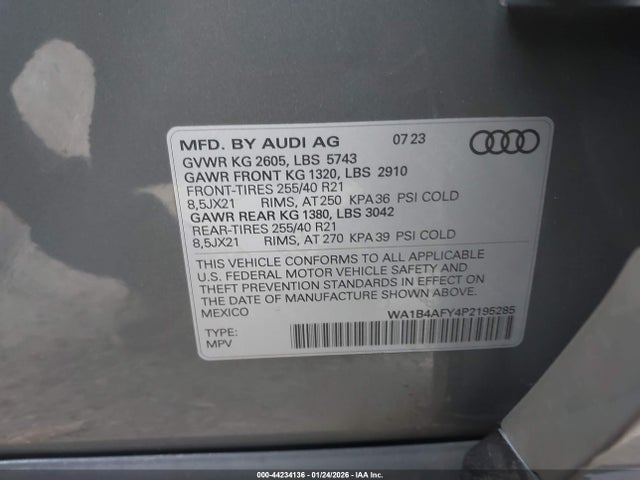 MFD. BY AUDI AG 07 23
GVWR KG 2605, LBS 5743
GAWR FRONT KG 1320, LBS 2910
FRONT-TIRES 255/40 R21
8,5JX21 RIMS, AT 250 KPA 36 PSI COLD
GAWR REAR KG 1380, LBS 3042
REAR-TIRES 255/40 R21
8,5JX21 RIMS, AT 270 KPA 39 PSI COLD
THIS VEHICLE CONFORMS TO ALL APPLICABLE
U.S. FEDERAL MOTOR VEHICLE SAFETY AND
THEFT PREVENTION STANDARDS IN EFFECT ON
THE DATE OF MANUFACTURE SHOWN ABOVE.
MEXICO WA1B4AFY4P2195285
TYPE:
MPV
000-44234136 - 01/24/2026 - IAA Inc.